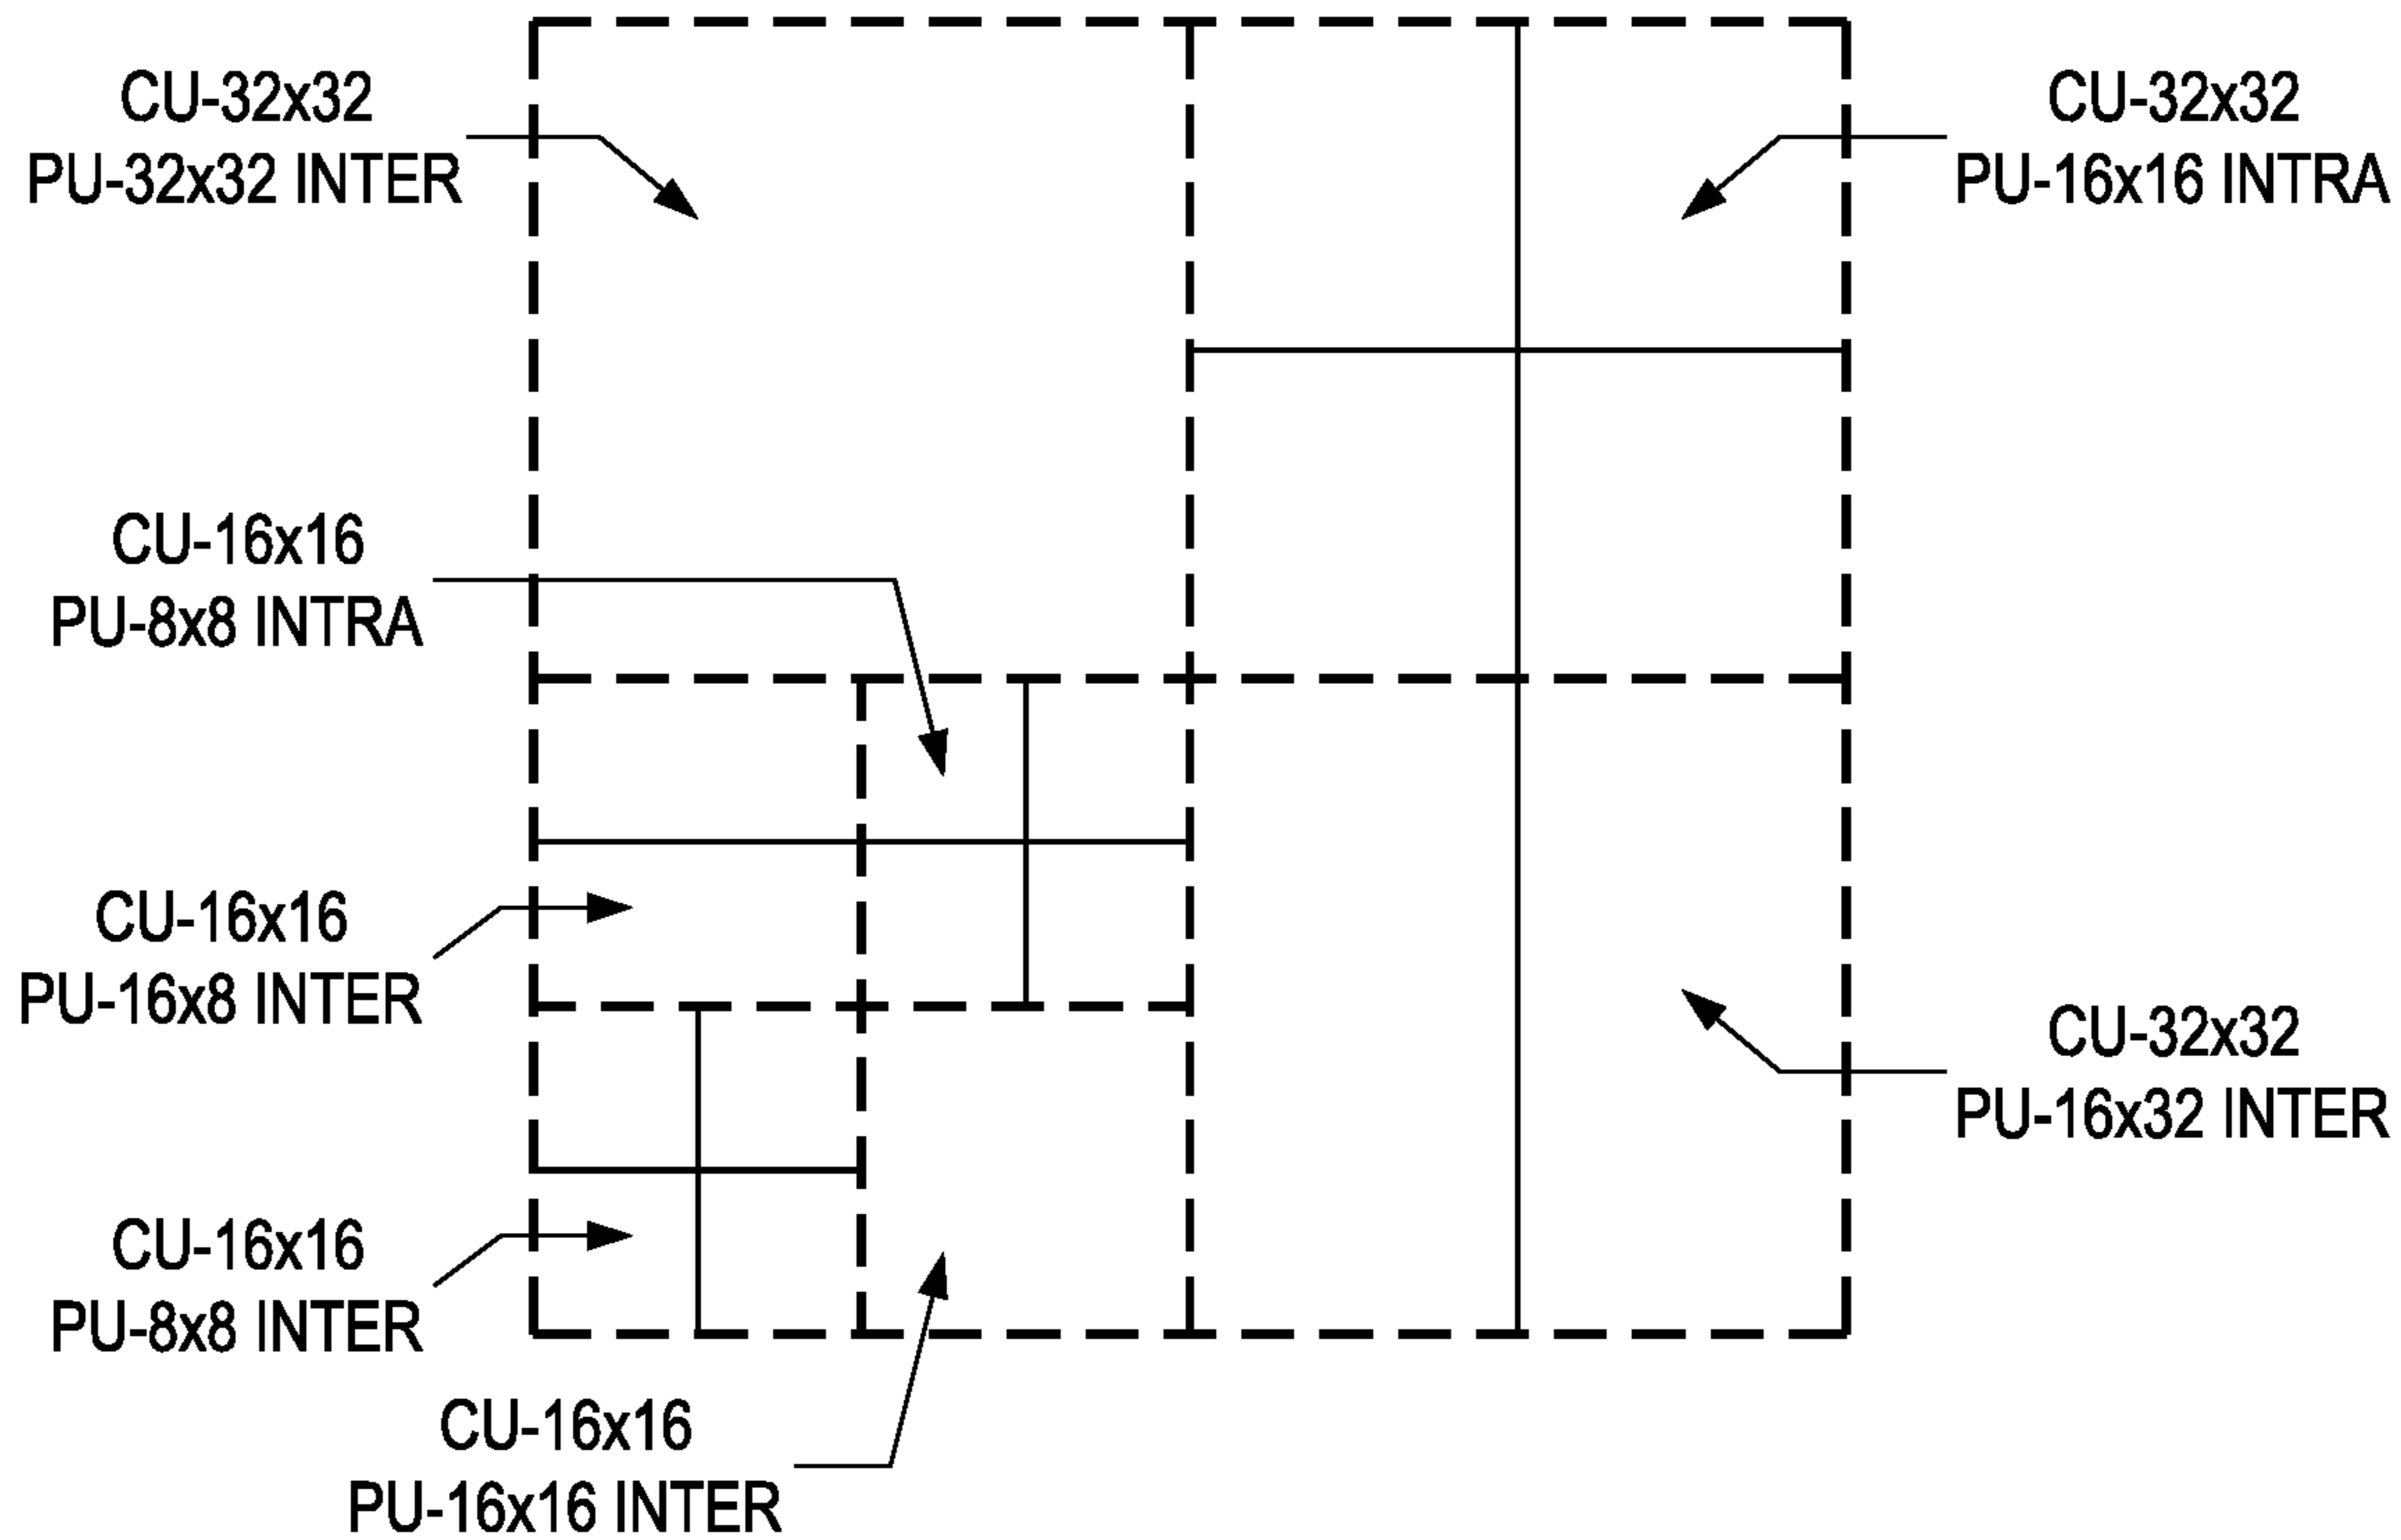 CU-32x32
PU-32x32 INTER
CU-32x32
PU-16x16 INTRA
CU-16x16
PU-8x8 INTRA
CU-16x16
PU-16x8 INTER
CU-32x32
PU-16x32 INTER
CU-16x16
PU-8x8 INTER
CU-16x16
PU-16x16 INTER